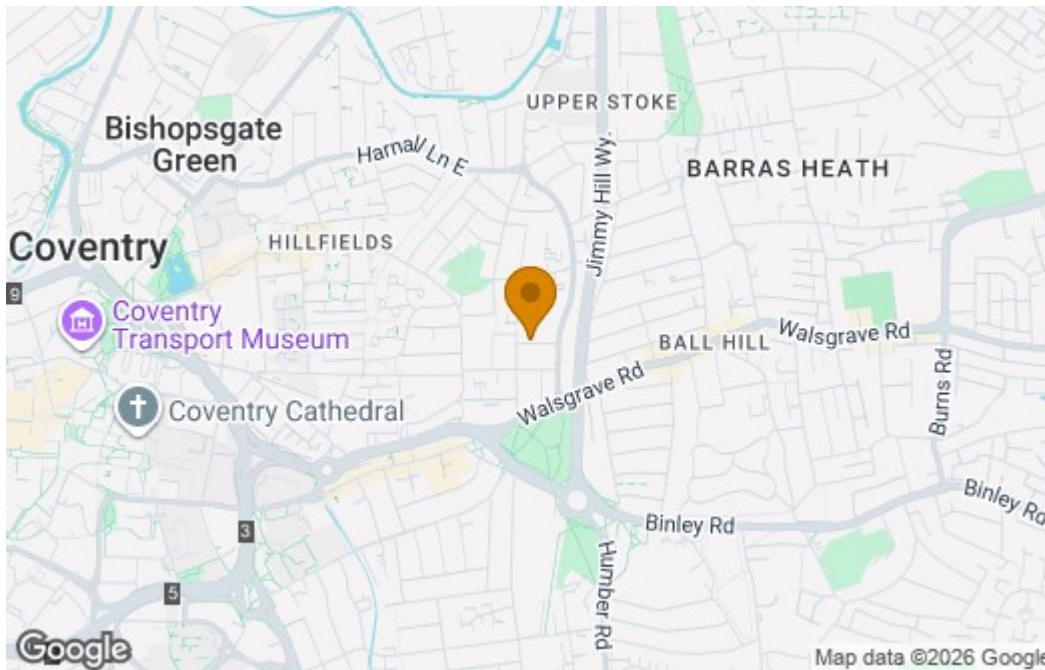 UPPER STOKE
Bishopsgate
Green
Harnal Ln E
Jimmy Hill Wy.
BARRAS HEATH
Coventry
HILLFIELDS
9
Coventry
Transport Museum
BALL HILL
Walsgrave Rd
Walsgrave Rd
Burns Rd
Coventry Cathedral
Binley Rd
Binley Rd
3
Humber Rd
5
Google
Map data ©2026 Google